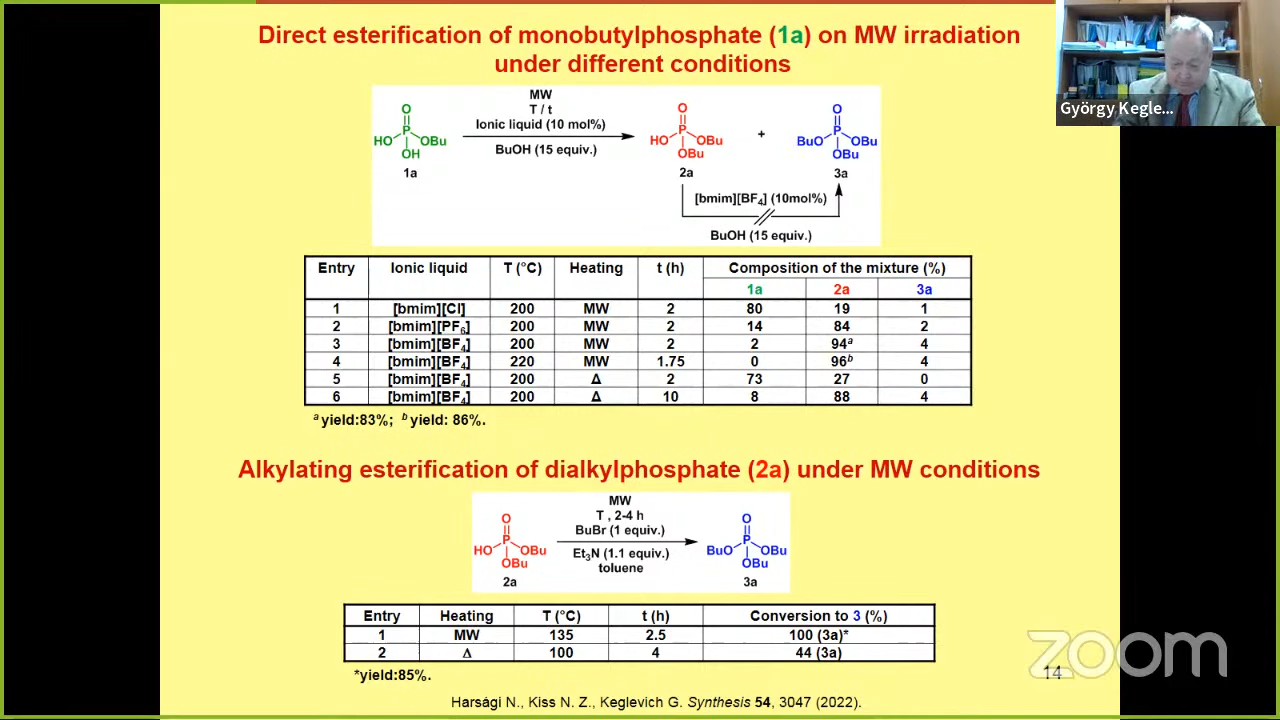 Direct esterification of monobutylphosphate (1a) on MW irradiation
under different conditions
György Kegle...
MW
T / t
Ionic liquid (10 mol%)
BuOH (15 equiv.)
O
HO P OBu
OH
1a
O
HO P OBu
OBu
2a
+
O
BuO P OBu
OBu
3a
[bmim][BF4] (10mol%)
BuOH (15 equiv.)
Entry Ionic liquid T (°C) Heating t (h) Composition of the mixture (%)
1a 2a 3a
1 [bmim][Cl] 200 MW 2 80 19 1
2 [bmim][PF6] 200 MW 2 14 84 2
3 [bmim][BF4] 200 MW 2 2 94a 4
4 [bmim][BF4] 220 MW 1.75 0 96b 4
5 [bmim][BF4] 200 Δ 2 73 27 0
6 [bmim][BF4] 200 Δ 10 8 88 4
a yield:83%; b yield: 86%.
Alkylating esterification of dialkylphosphate (2a) under MW conditions
MW
T , 2-4 h
BuBr (1 equiv.)
Et3N (1.1 equiv.)
toluene
O
HO P OBu
OBu
2a
O
BuO P OBu
OBu
3a
Entry Heating T (°C) t (h) Conversion to 3 (%)
1 MW 135 2.5 100 (3a)*
2 Δ 100 4 44 (3a)
*yield:85%.
zoom
14
Harsági N., Kiss N. Z., Keglevich G. Synthesis 54, 3047 (2022).